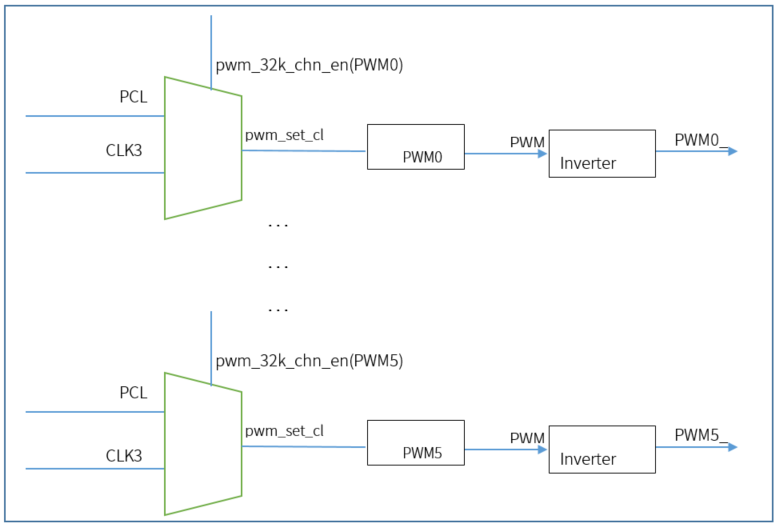 pwm_32k_chn_en(PWM0)
PCL
CLK3
pwm_set_cl
PWM0
PWM
Inverter
PWM0_
...
...
...
pwm_32k_chn_en(PWM5)
PCL
CLK3
pwm_set_cl
PWM5
PWM
Inverter
PWM5_